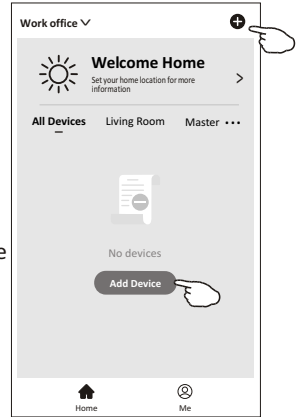 Work office
Welcome Home
Set your home location for more
information
All Devices Living Room Master
No devices
Add Device
e
Home Me